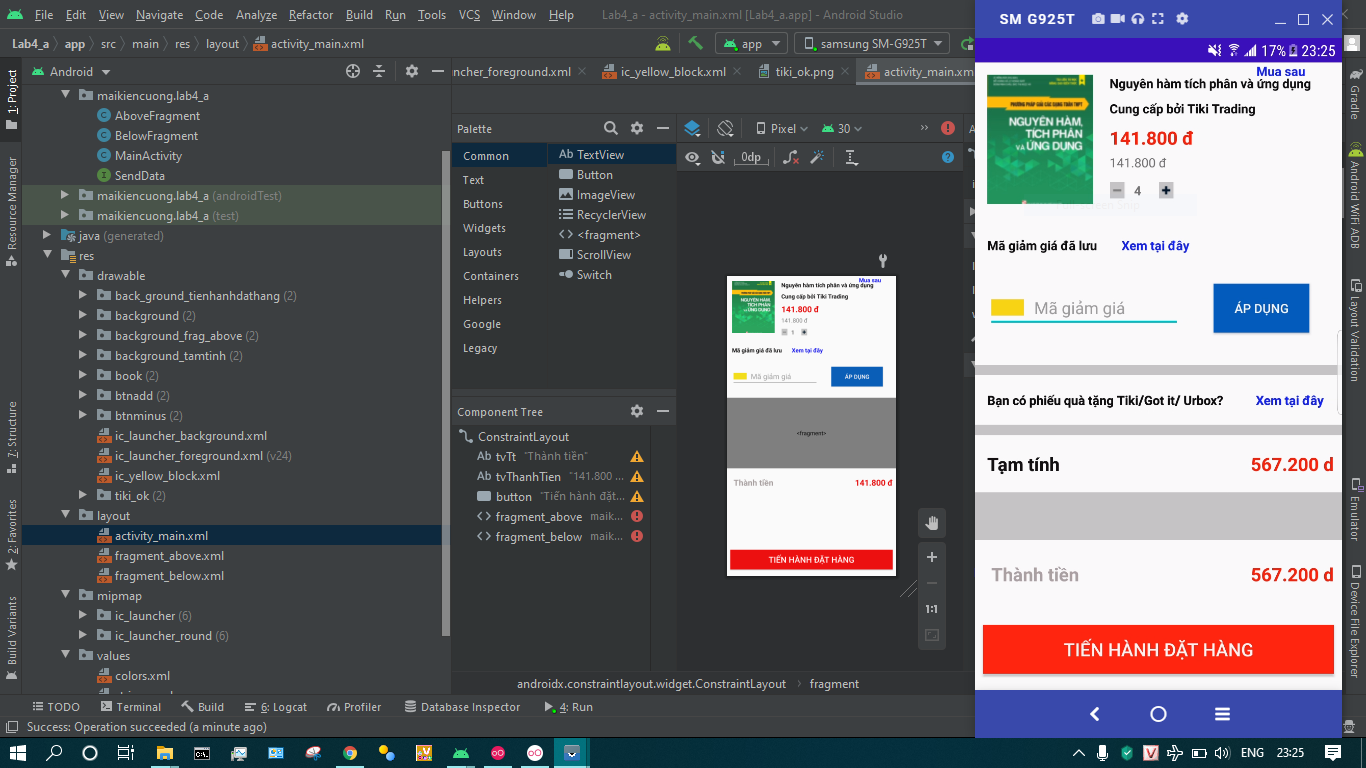 File Edit View Navigate Code Analyze Refactor Build Run Tools VCS Window Help Lab4_a - activity_main.xml [Lab4_a.app] - Android Studio
Lab4_a > app > src > main > res > layout > activity_main.xml
app
samsung SM-G925T
Android
uncher_foreground.xml
ic_yellow_block.xml
tiki_ok.png
activity_main.xm
1: Project
Resource Manager
Z: Structure
2: Favorites
Build Variants
maikiencuong.lab4_a
AboveFragment
BelowFragment
MainActivity
SendData
maikiencuong.lab4_a (androidTest)
maikiencuong.lab4_a (test)
java (generated)
res
drawable
back_ground_tienhanhdathang (2)
background (2)
background_frag_above (2)
background_tamtinh (2)
book (2)
btnadd (2)
btnminus (2)
ic_launcher_background.xml
ic_launcher_foreground.xml (v24)
ic_yellow_block.xml
tiki_ok (2)
layout
activity_main.xml
fragment_above.xml
fragment_below.xml
mipmap
ic_launcher (6)
ic_launcher_round (6)
values
colors.xml
Palette
Common
Text
Buttons
Widgets
Layouts
Containers
Helpers
Google
Legacy
Ab TextView
Button
ImageView
RecyclerView
<fragment>
ScrollView
Switch
Component Tree
ConstraintLayout
Ab tvTt "Thành tiền"
Ab tvThanhTien "141.800 ...
button "Tiến hành đặt...
fragment_above maik...
fragment_below maik...
Pixel
30
0dp
Mua sau
Nguyên hàm tích phân và ứng dụng
Cung cấp bởi Tiki Trading
141.800 đ
141.800 đ
1
NGUYÊN HÀM,
TÍCH PHÂN
VÀ ỨNG DỤNG
Mã giảm giá đã lưu Xem tại đây
Mã giảm giá
ÁP DỤNG
<fragment>
Thành tiền 141.800 đ
TIẾN HÀNH ĐẶT HÀNG
1:1
androidx.constraintlayout.widget.ConstraintLayout > fragment
SM G925T
17% 23:25
Mua sau
Nguyên hàm tích phân và ứng dụng
Cung cấp bởi Tiki Trading
141.800 đ
141.800 đ
4
PHƯƠNG PHÁP GIẢI CÁC DẠNG TOÁN THPT
NGUYÊN HÀM,
TÍCH PHÂN
VÀ ỨNG DỤNG
Mã giảm giá đã lưu Xem tại đây
Mã giảm giá
ÁP DỤNG
Bạn có phiếu quà tặng Tiki/Got it/ Urbox? Xem tại đây
Tạm tính 567.200 d
Thành tiền 567.200 d
TIẾN HÀNH ĐẶT HÀNG
Gradle
Android WiFi ADB
Layout Validation
Emulator
Device File Explorer
TODO Terminal Build 6: Logcat Profiler Database Inspector 4: Run
Success: Operation succeeded (a minute ago)
ENG 23:25